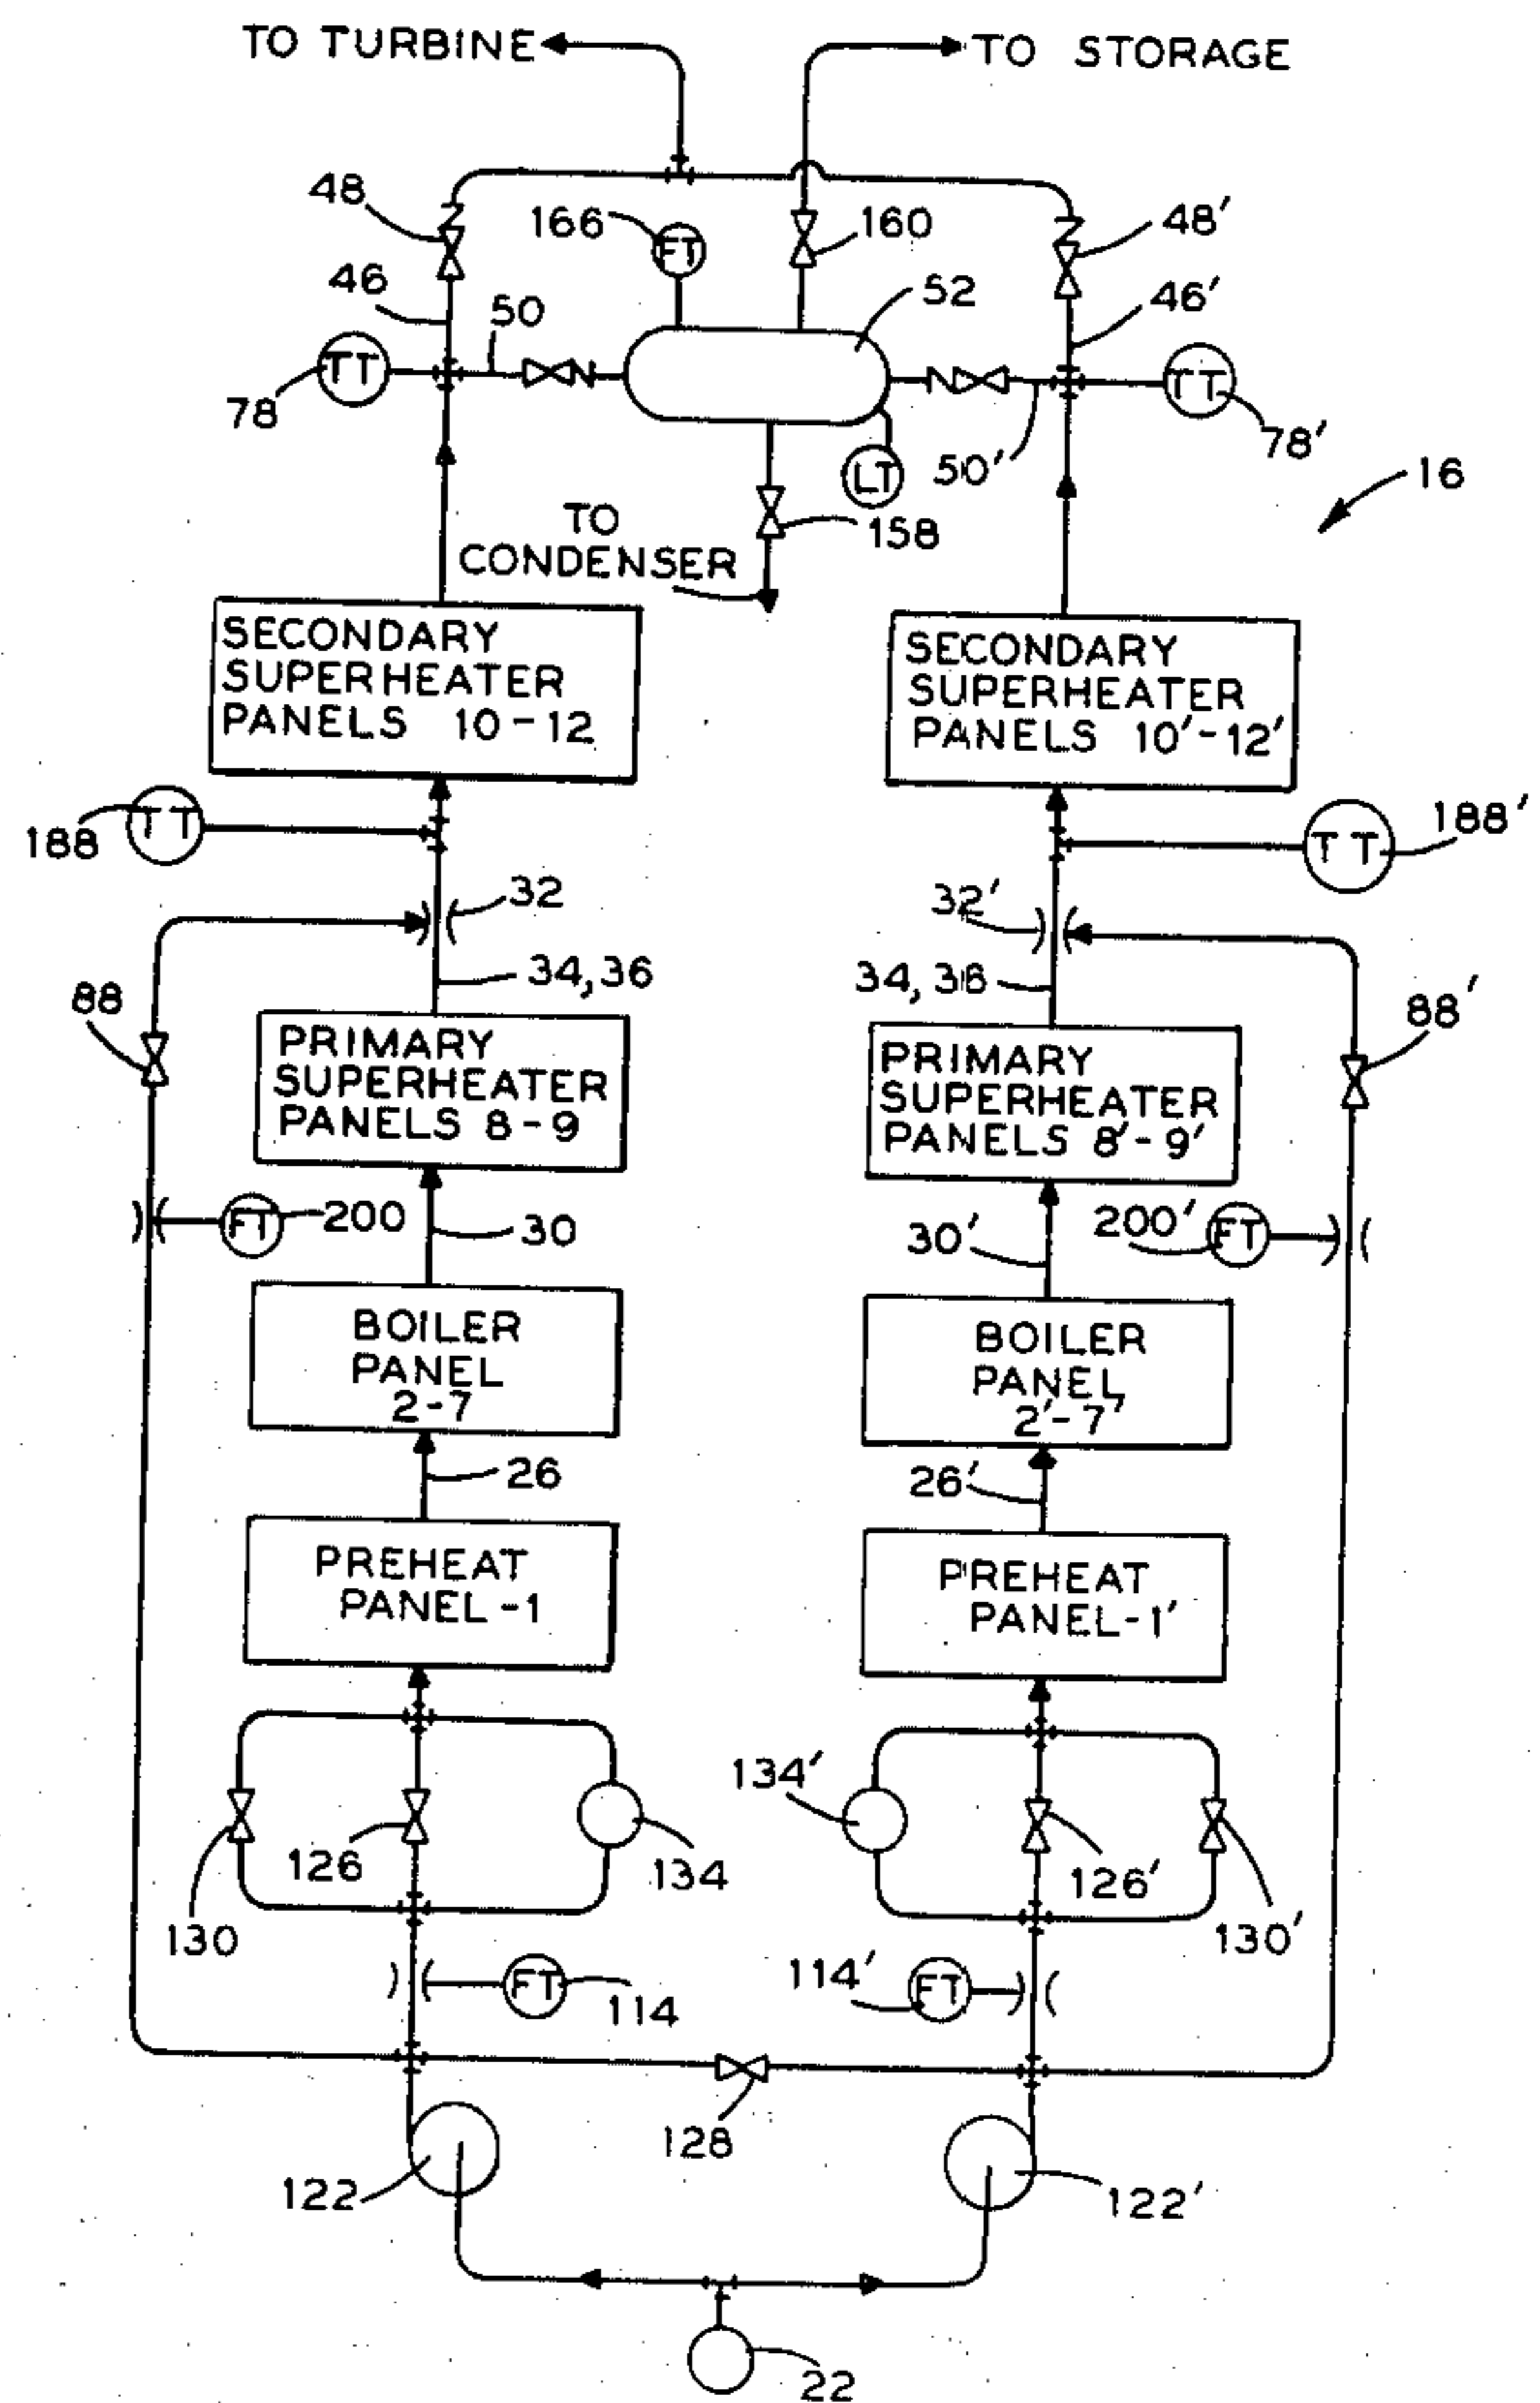 TO TURBINE
TO STORAGE
48
166
FT
160
48'
46
50
52
46'
TT
TT
78
78'
LT
50'
16
TO
CONDENSER
158
SECONDARY
SUPERHEATER
PANELS 10-12
SECONDARY
SUPERHEATER
PANELS 10'-12'
188
TT
TT
188'
32
32'
34,36
34,36
88
88'
PRIMARY
SUPERHEATER
PANELS 8-9
PRIMARY
SUPERHEATER
PANELS 8'-9'
FT
200
30
30'
200'
FT
BOILER
PANEL
2-7
BOILER
PANEL
2'-7'
26
26'
PREHEAT
PANEL-1
PREHEAT
PANEL-1'
134'
126
134
126'
130
130'
FT
114
114'
FT
128
122
122'
22